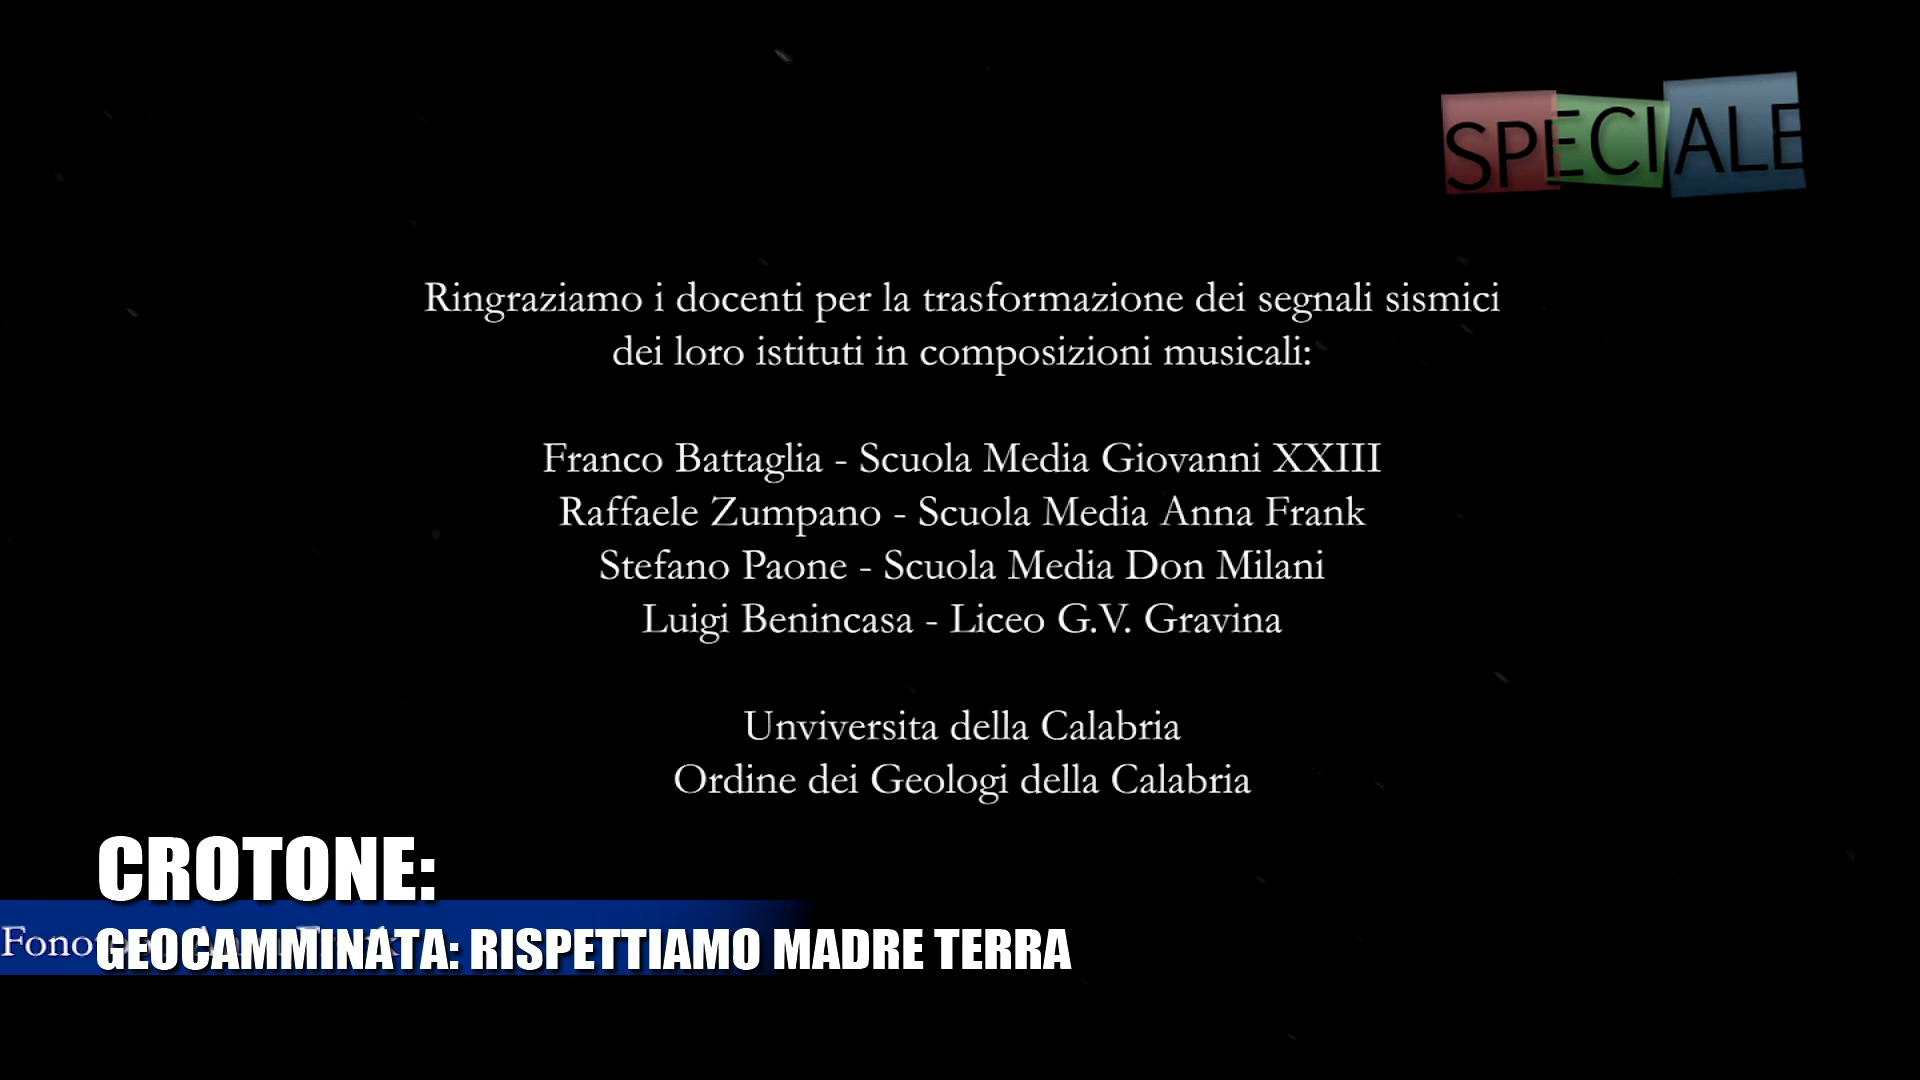 SPECIALE
Ringraziamo i docenti per la trasformazione dei segnali sismici
dei loro istituti in composizioni musicali:
Franco Battaglia - Scuola Media Giovanni XXIII
Raffaele Zumpano - Scuola Media Anna Frank
Stefano Paone - Scuola Media Don Milani
Luigi Benincasa - Liceo G.V. Gravina
Unviversita della Calabria
Ordine dei Geologi della Calabria
CROTONE:
GEOCAMMINATA: RISPETTIAMO MADRE TERRA